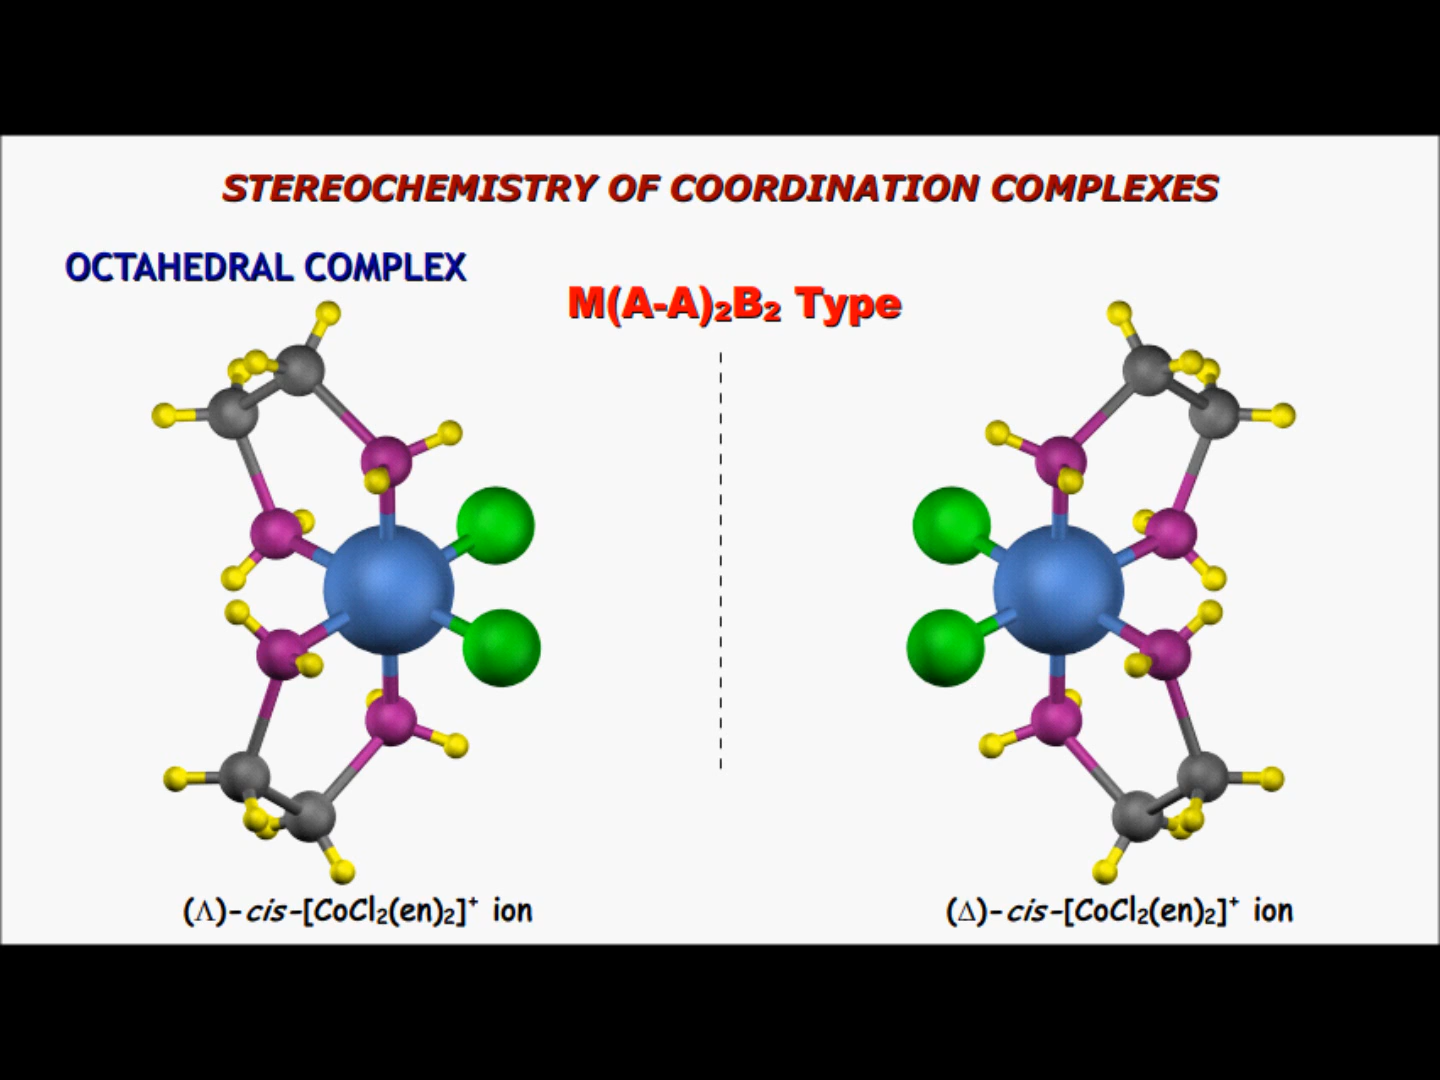 STEREOCHEMISTRY OF COORDINATION COMPLEXES
OCTAHEDRAL COMPLEX
M(A-A)₂B₂ Type
(Λ)-cis-[CoCl₂(en)₂]⁺ ion
(Δ)-cis-[CoCl₂(en)₂]⁺ ion